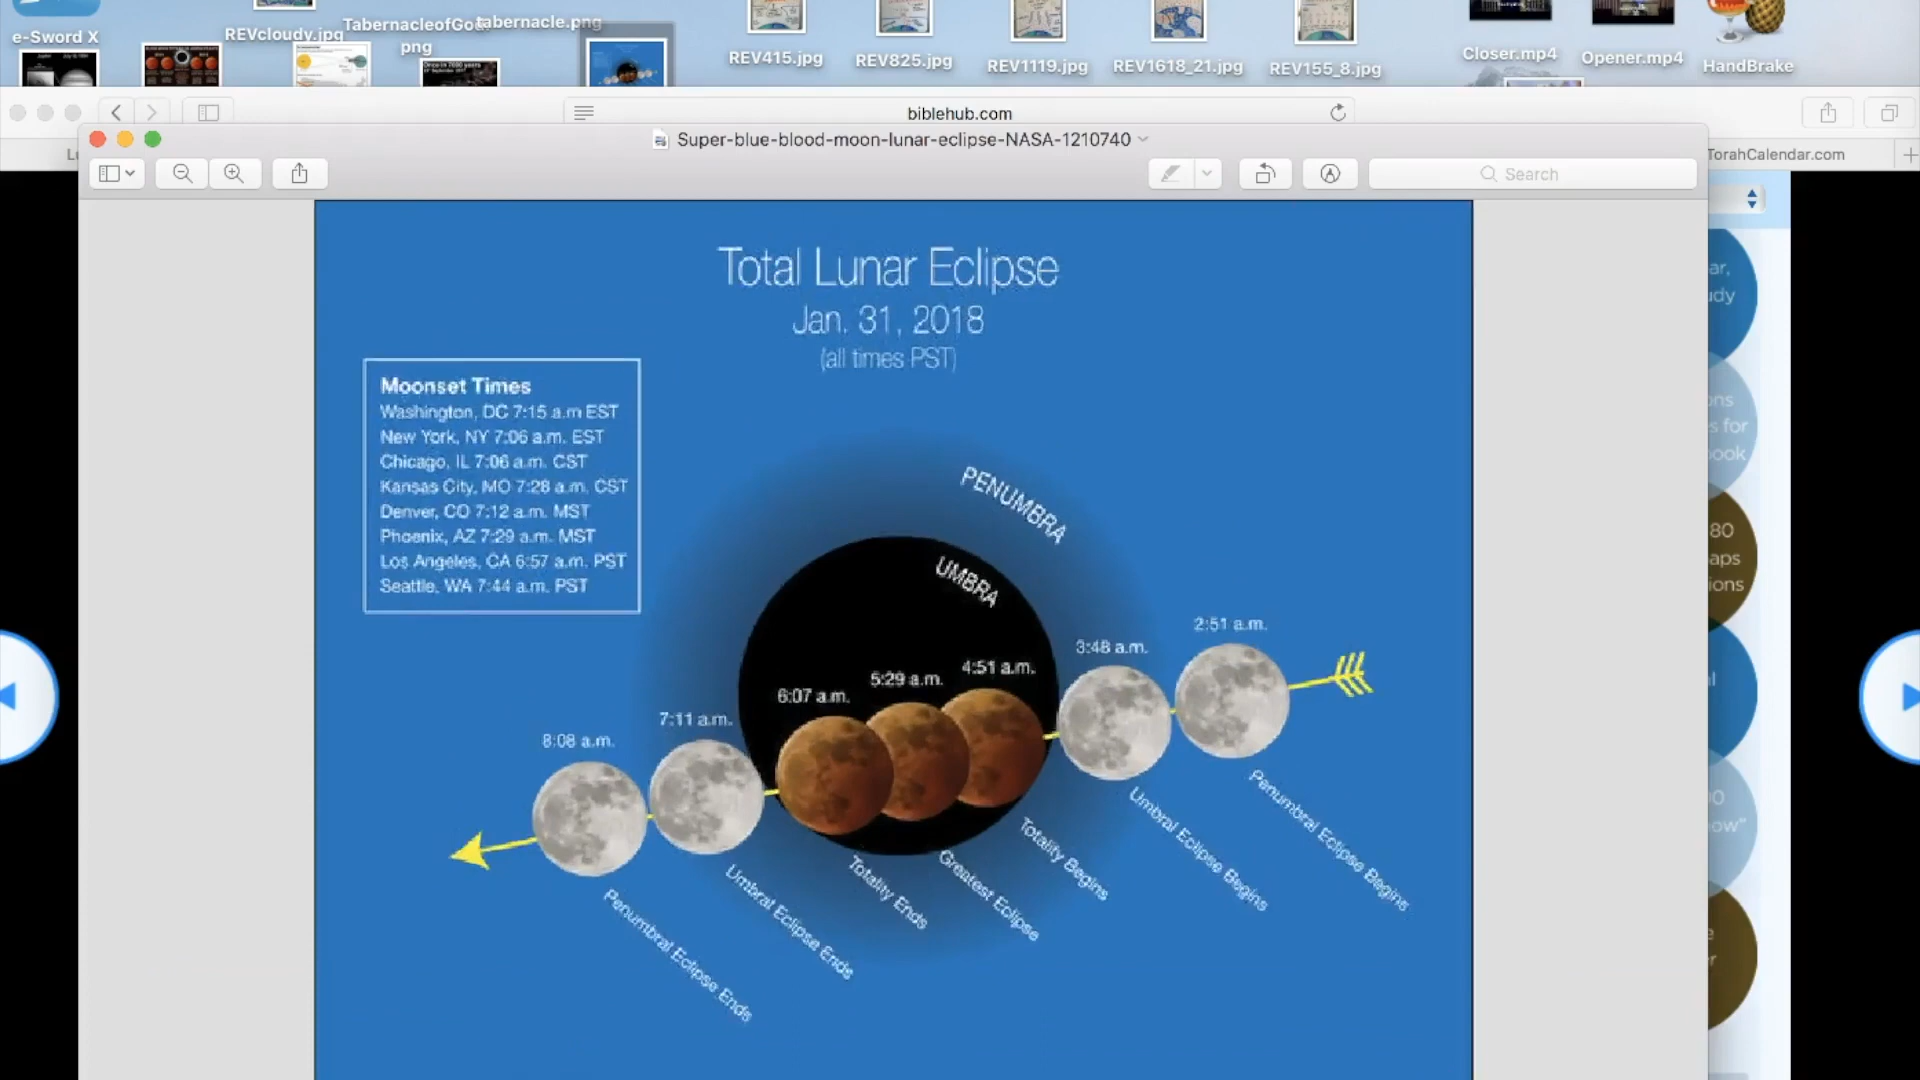 e-Sword X
REVcloudy.jpg
TabernacleofGod
png
tabernacle.png
REV415.jpg
REV825.jpg
REV1119.jpg
REV1618_21.jpg
REV155_8.jpg
Closer.mp4
Opener.mp4
HandBrake
biblehub.com
TorahCalendar.com
Super-blue-blood-moon-lunar-eclipse-NASA-1210740
Search
Total Lunar Eclipse
Jan. 31, 2018
(all times PST)
Moonset Times
Washington, DC 7:15 a.m EST
New York, NY 7:06 a.m. EST
Chicago, IL 7:06 a.m. CST
Kansas City, MO 7:28 a.m. CST
Denver, CO 7:12 a.m. MST
Phoenix, AZ 7:29 a.m. MST
Los Angeles, CA 6:57 a.m. PST
Seattle, WA 7:44 a.m. PST
PENUMBRA
UMBRA
8:08 a.m.
7:11 a.m.
6:07 a.m.
5:29 a.m.
4:51 a.m.
3:48 a.m.
2:51 a.m.
Penumbral Eclipse Ends
Umbral Eclipse Ends
Totality Ends
Greatest Eclipse
Totality Begins
Umbral Eclipse Begins
Penumbral Eclipse Begins
80